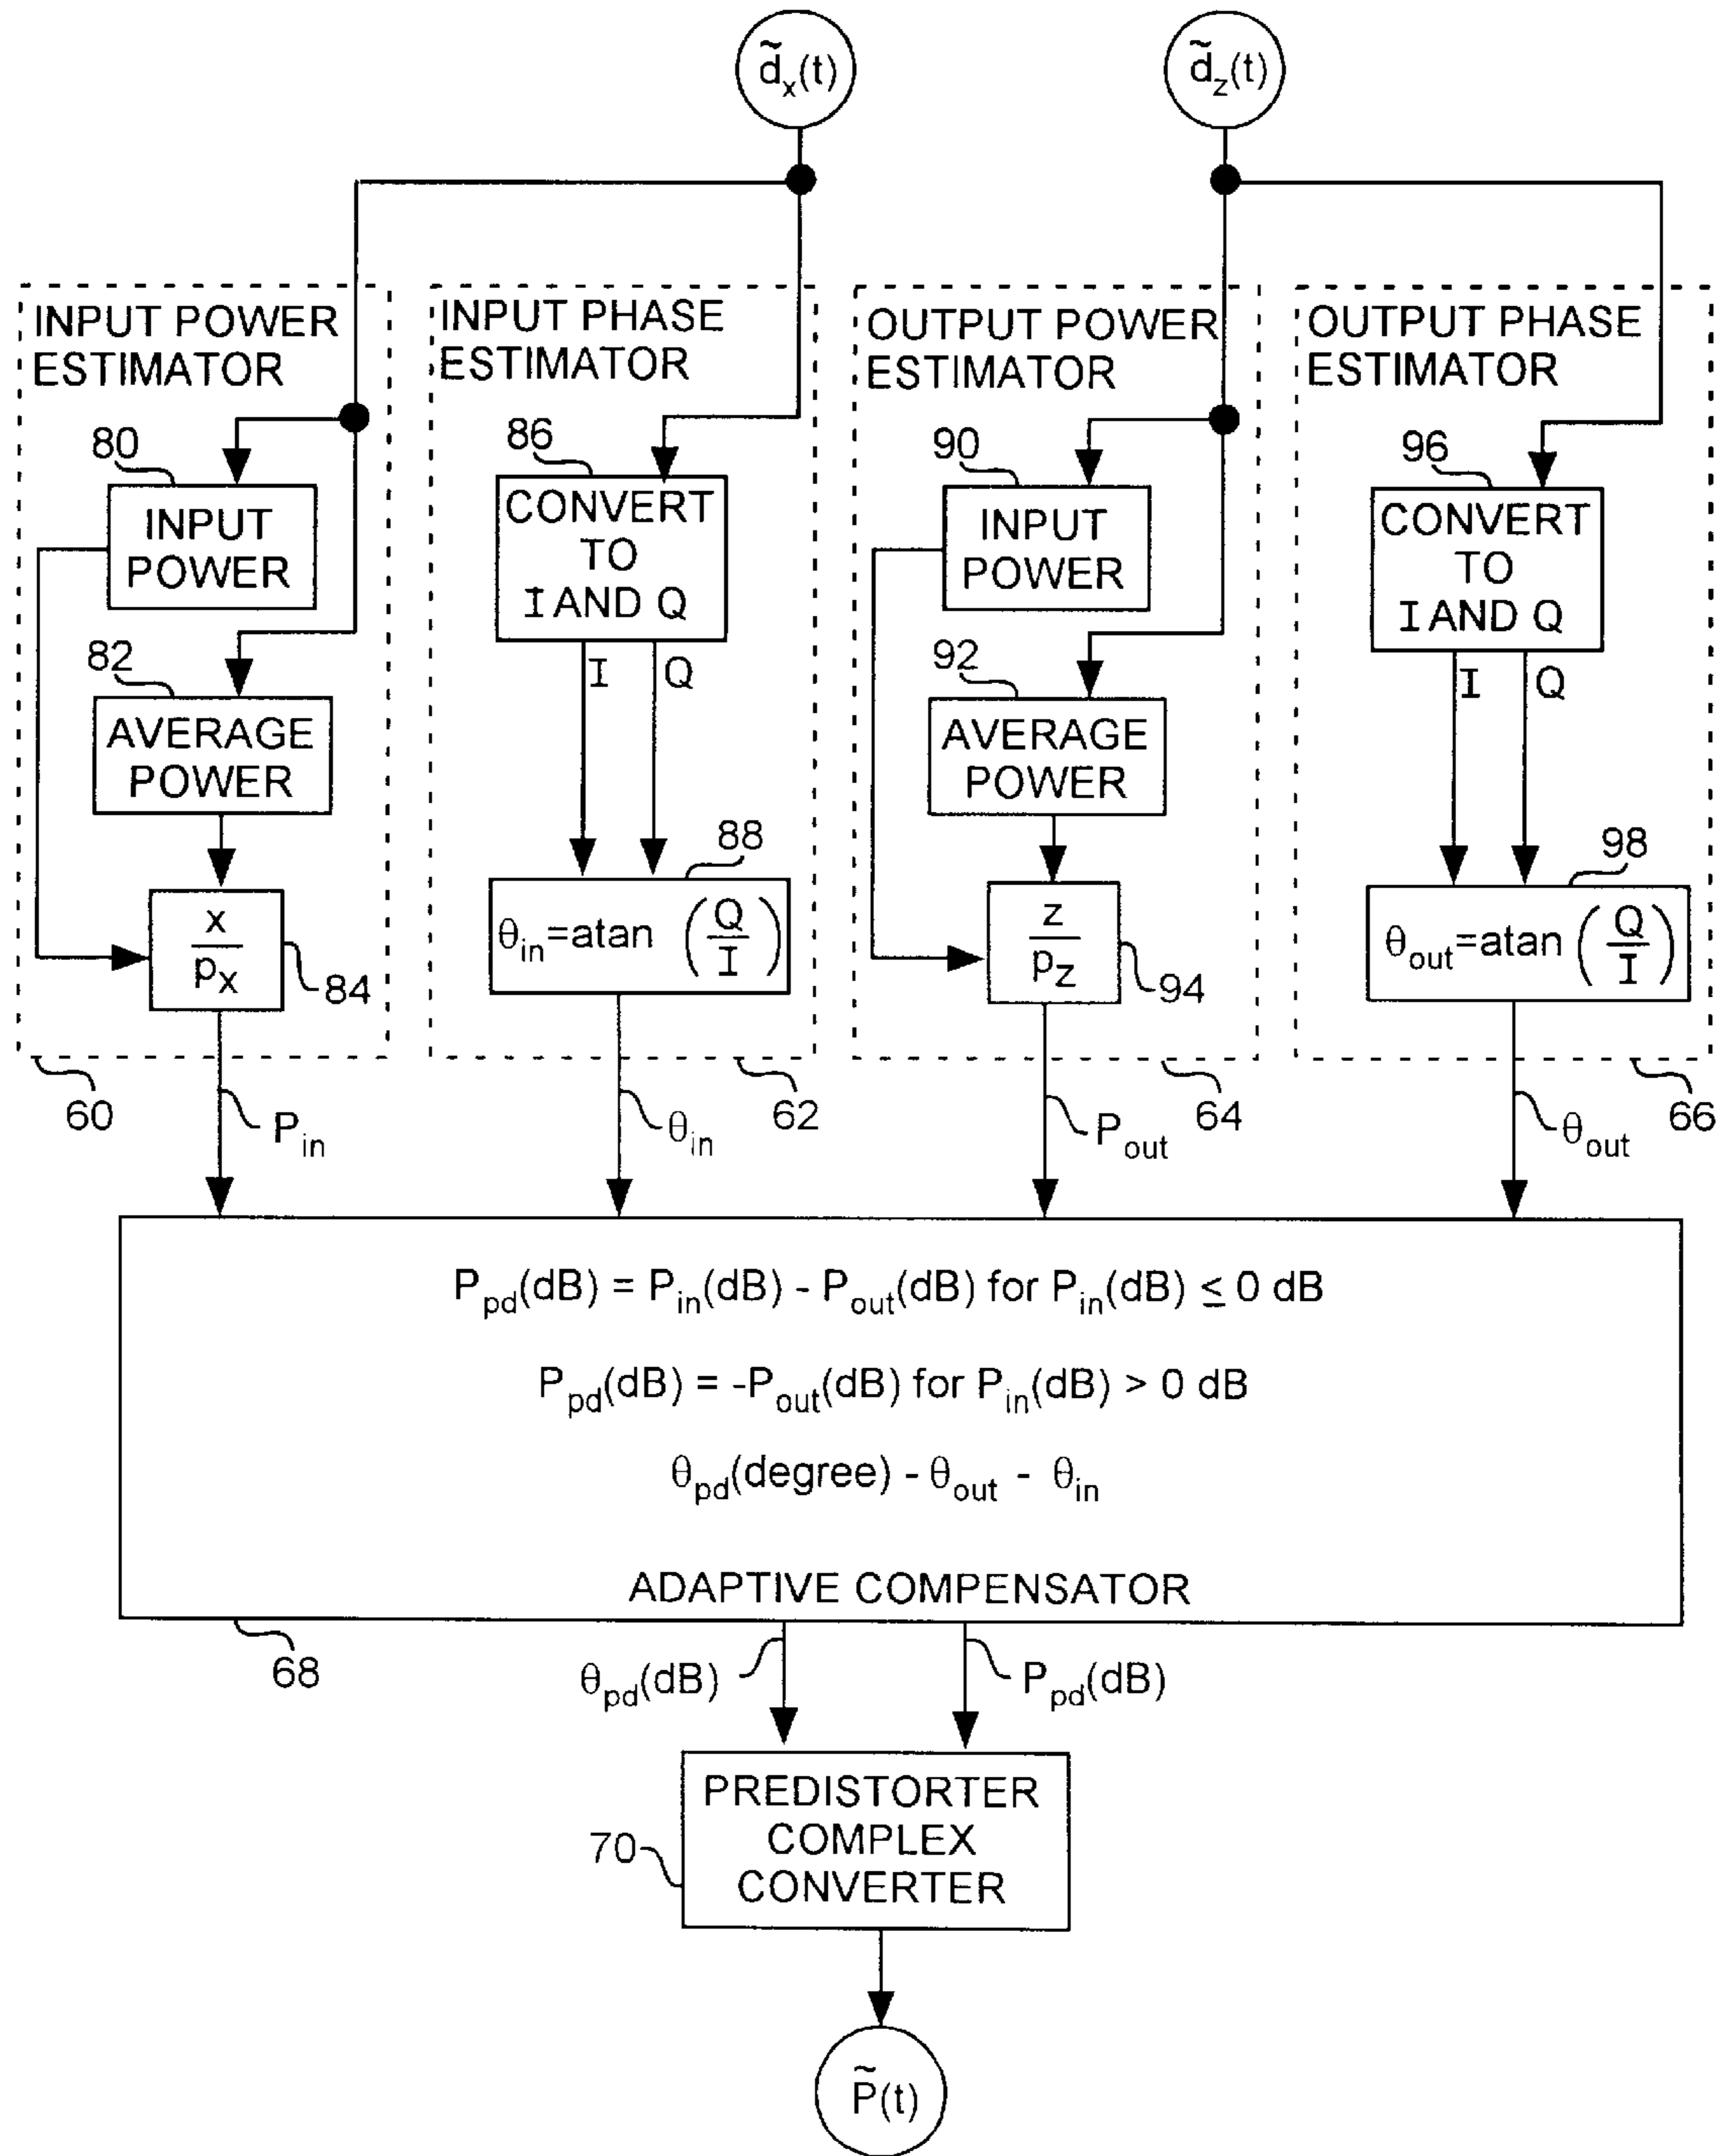 d̃x(t)
d̃z(t)
INPUT POWER
ESTIMATOR
80
INPUT
POWER
82
AVERAGE
POWER
x
px
84
60
Pin
INPUT PHASE
ESTIMATOR
86
CONVERT
TO
I AND Q
I
Q
88
θin=atan (Q/I)
62
θin
OUTPUT POWER
ESTIMATOR
90
INPUT
POWER
92
AVERAGE
POWER
z
pz
94
64
Pout
OUTPUT PHASE
ESTIMATOR
96
CONVERT
TO
I AND Q
I
Q
98
θout=atan (Q/I)
66
θout
Ppd(dB) = Pin(dB) - Pout(dB) for Pin(dB) ≤ 0 dB
Ppd(dB) = -Pout(dB) for Pin(dB) > 0 dB
θpd(degree) - θout - θin
ADAPTIVE COMPENSATOR
68
θpd(dB)
Ppd(dB)
PREDISTORTER
COMPLEX
CONVERTER
70
P̃(t)